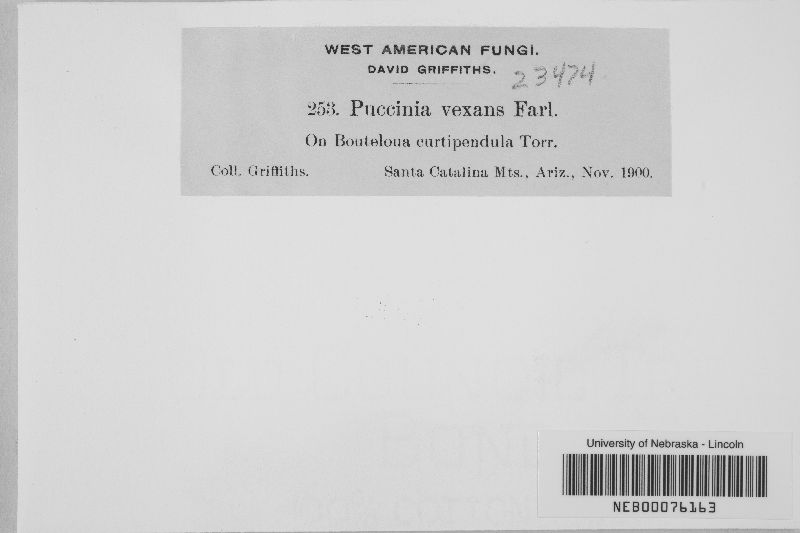 WEST AMERICAN FUNGI.
DAVID GRIFFITHS.
23474
253. Puccinia vexans Farl.
On Bouteloua curtipendula Torr.
Coll. Griffiths. Santa Catalina Mts., Ariz., Nov. 1900.
University of Nebraska - Lincoln
NEB00076163